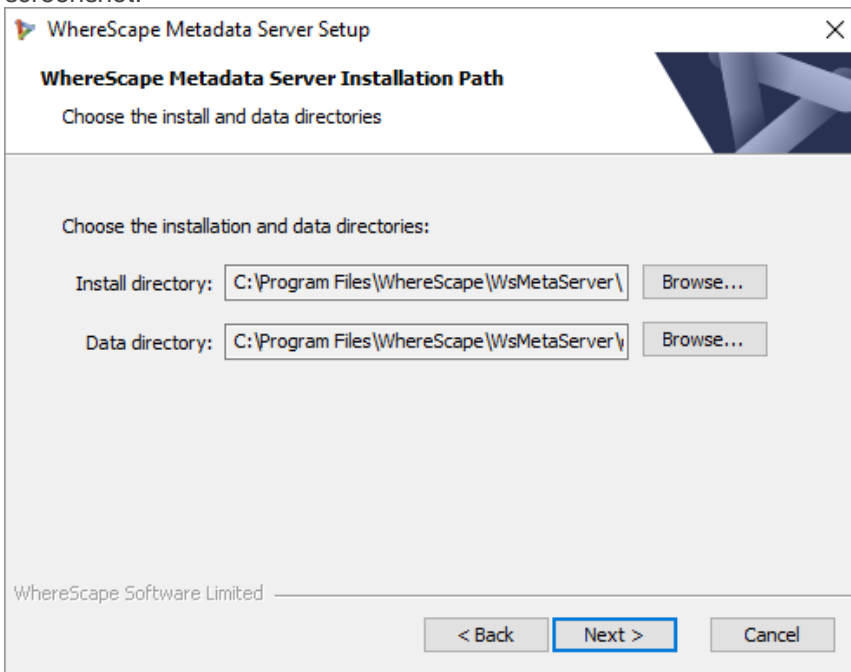 screenshot.
WhereScape Metadata Server Setup
WhereScape Metadata Server Installation Path
Choose the install and data directories
Choose the installation and data directories:
Install directory: C:\Program Files\WhereScape\WsMetaServer\ Browse...
Data directory: C:\Program Files\WhereScape\WsMetaServer\ Browse...
WhereScape Software Limited
< Back Next > Cancel